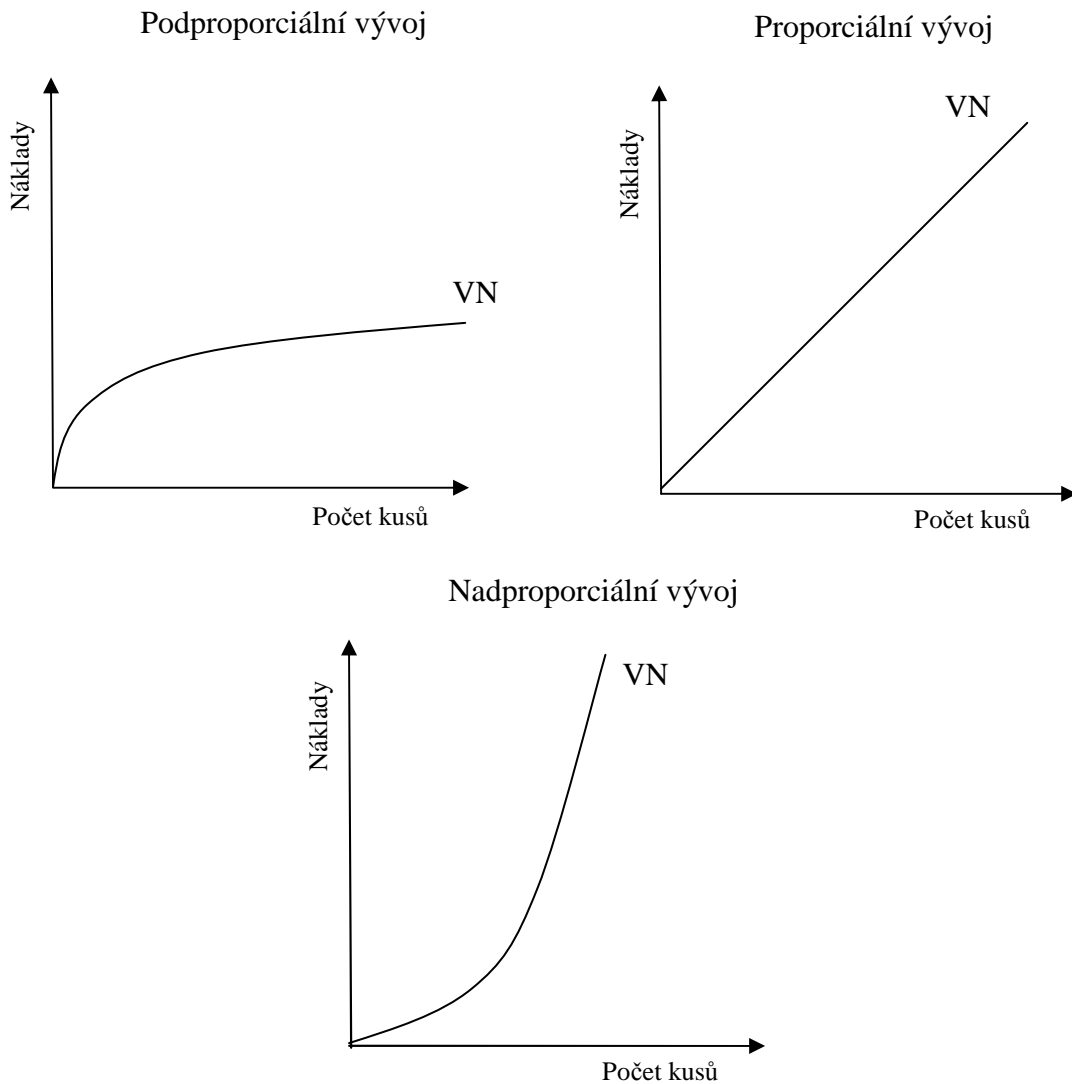 Podproporciální vývoj
Proporciální vývoj
Náklady
VN
Počet kusů
Náklady
VN
Počet kusů
Nadproporciální vývoj
Náklady
VN
Počet kusů